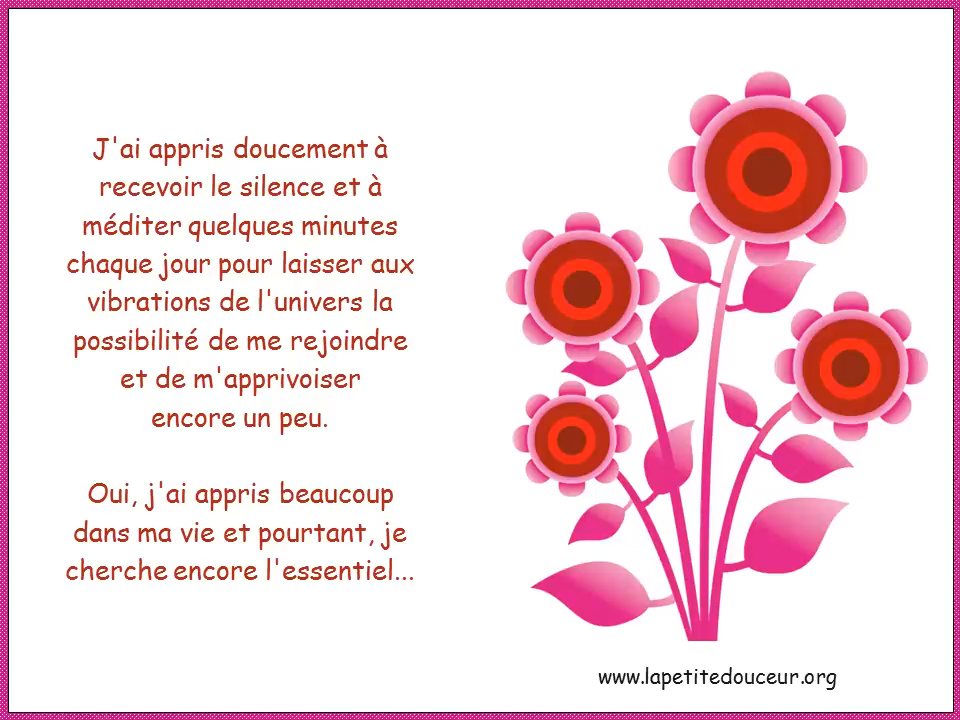 J'ai appris doucement à
recevoir le silence et à
méditer quelques minutes
chaque jour pour laisser aux
vibrations de l'univers la
possibilité de me rejoindre
et de m'apprivoiser
encore un peu.
Oui, j'ai appris beaucoup
dans ma vie et pourtant, je
cherche encore l'essentiel...
www.lapetitedouceur.org